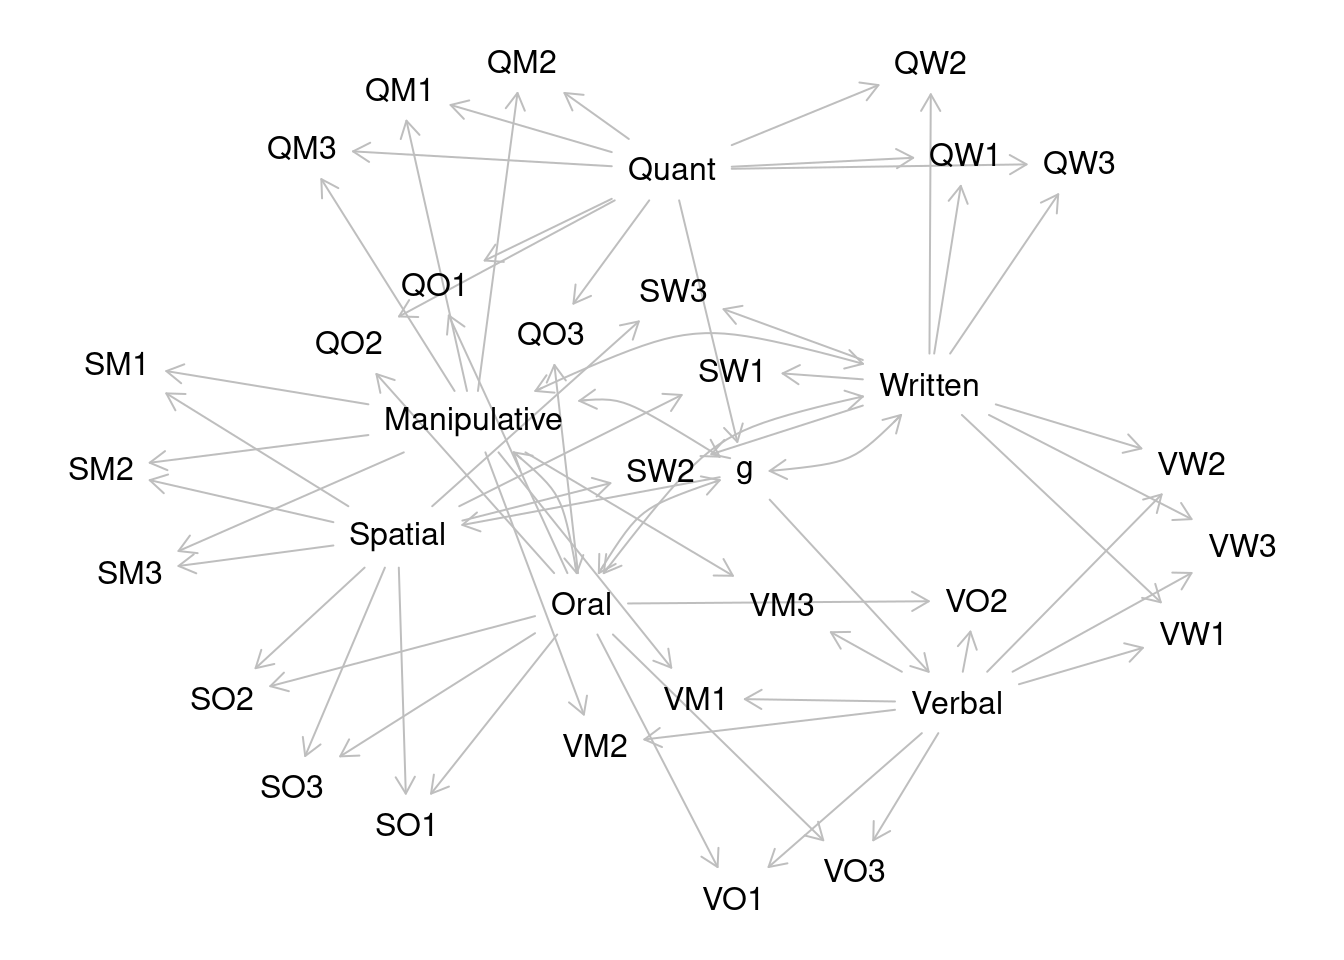 QM2
QW2
QM1
QM3
Quant
QW1
QW3
QO1
SW3
QO2
QO3
SM1
SW1
Written
Manipulative
SM2
SW2
g
VW2
Spatial
VW3
SM3
Oral
VM3
VO2
VW1
SO2
VM1
Verbal
VM2
SO3
SO1
VO3
VO1